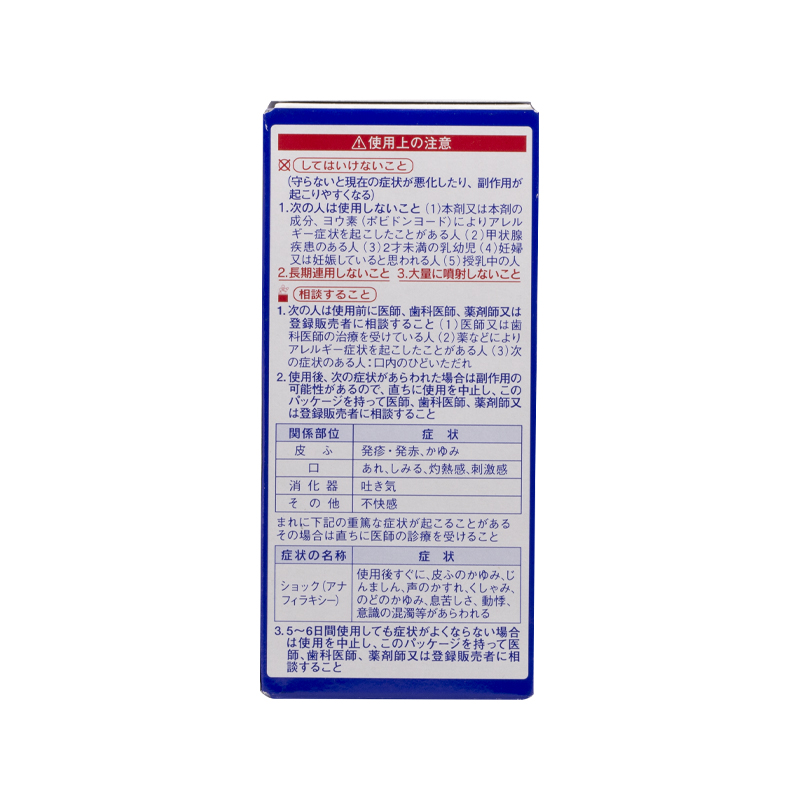 ⚠使用上の注意
してはいけないこと
(守らないと現在の症状が悪化したり、副作用が
起こりやすくなる)
1.次の人は使用しないこと(1)本剤又は本剤の
成分、ヨウ素(ポビドンヨード)によりアレル
ギー症状を起こしたことがある人(2)甲状腺
疾患のある人(3)2才未満の乳幼児(4)妊婦
又は妊娠していると思われる人(5)授乳中の人
2.長期連用しないこと 3.大量に噴射しないこと
相談すること
1.次の人は使用前に医師、歯科医師、薬剤師又は
登録販売者に相談すること(1)医師又は歯
科医師の治療を受けている人(2)薬などにより
アレルギー症状を起こしたことがある人(3)次
の症状のある人:口内のひどいただれ
2.使用後、次の症状があらわれた場合は副作用の
可能性があるので、直ちに使用を中止し、この
パッケージを持って医師、歯科医師、薬剤師又
は登録販売者に相談すること
関係部位 症状
皮ふ 発疹・発赤、かゆみ
口 あれ、しみる、灼熱感、刺激感
消化器 吐き気
その他 不快感
まれに下記の重篤な症状が起こることがある
その場合は直ちに医師の診療を受けること
症状の名称 症状
ショック(アナ
フィラキシー)
使用後すぐに、皮ふのかゆみ、じ
んましん、声のかすれ、くしゃみ、
のどのかゆみ、息苦しさ、動悸、
意識の混濁等があらわれる
3.5〜6日間使用しても症状がよくならない場合
は使用を中止し、このパッケージを持って医
師、歯科医師、薬剤師又は登録販売者に相
談すること